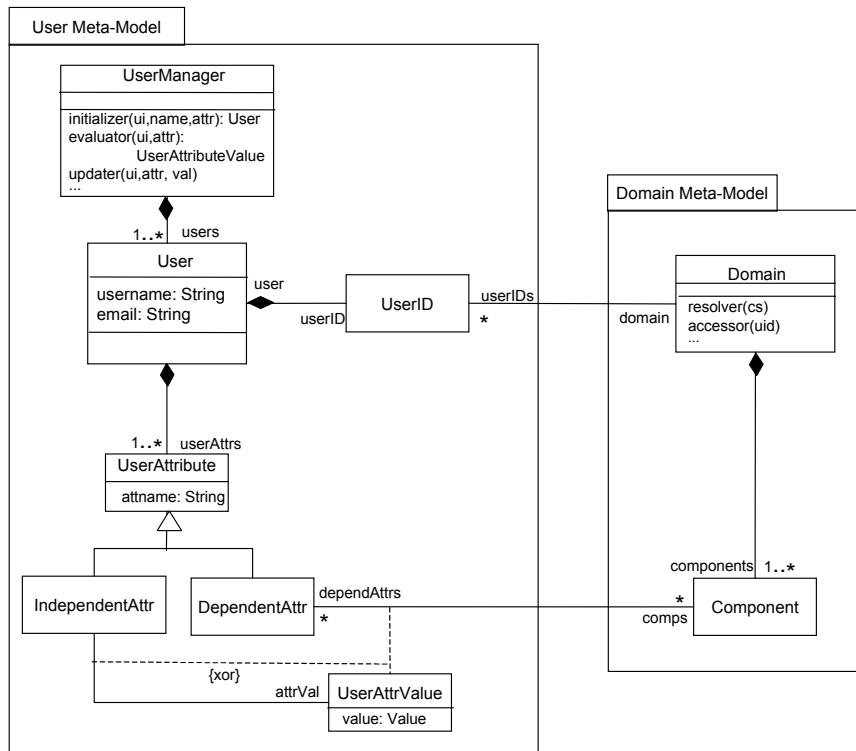 User Meta-Model
UserManager
initializer(ui,name,attr): User
evaluator(ui,attr):
UserAttributeValue
updater(ui,attr, val)
...
1..* users
User
username: String
email: String
user
userID
UserID
userIDs
*
Domain Meta-Model
Domain
resolver(cs)
accessor(uid)
...
domain
1..* userAttrs
UserAttribute
attname: String
IndependentAttr
DependentAttr
dependAttrs
*
components 1..*
*
comps
Component
{xor}
attrVal
UserAttrValue
value: Value